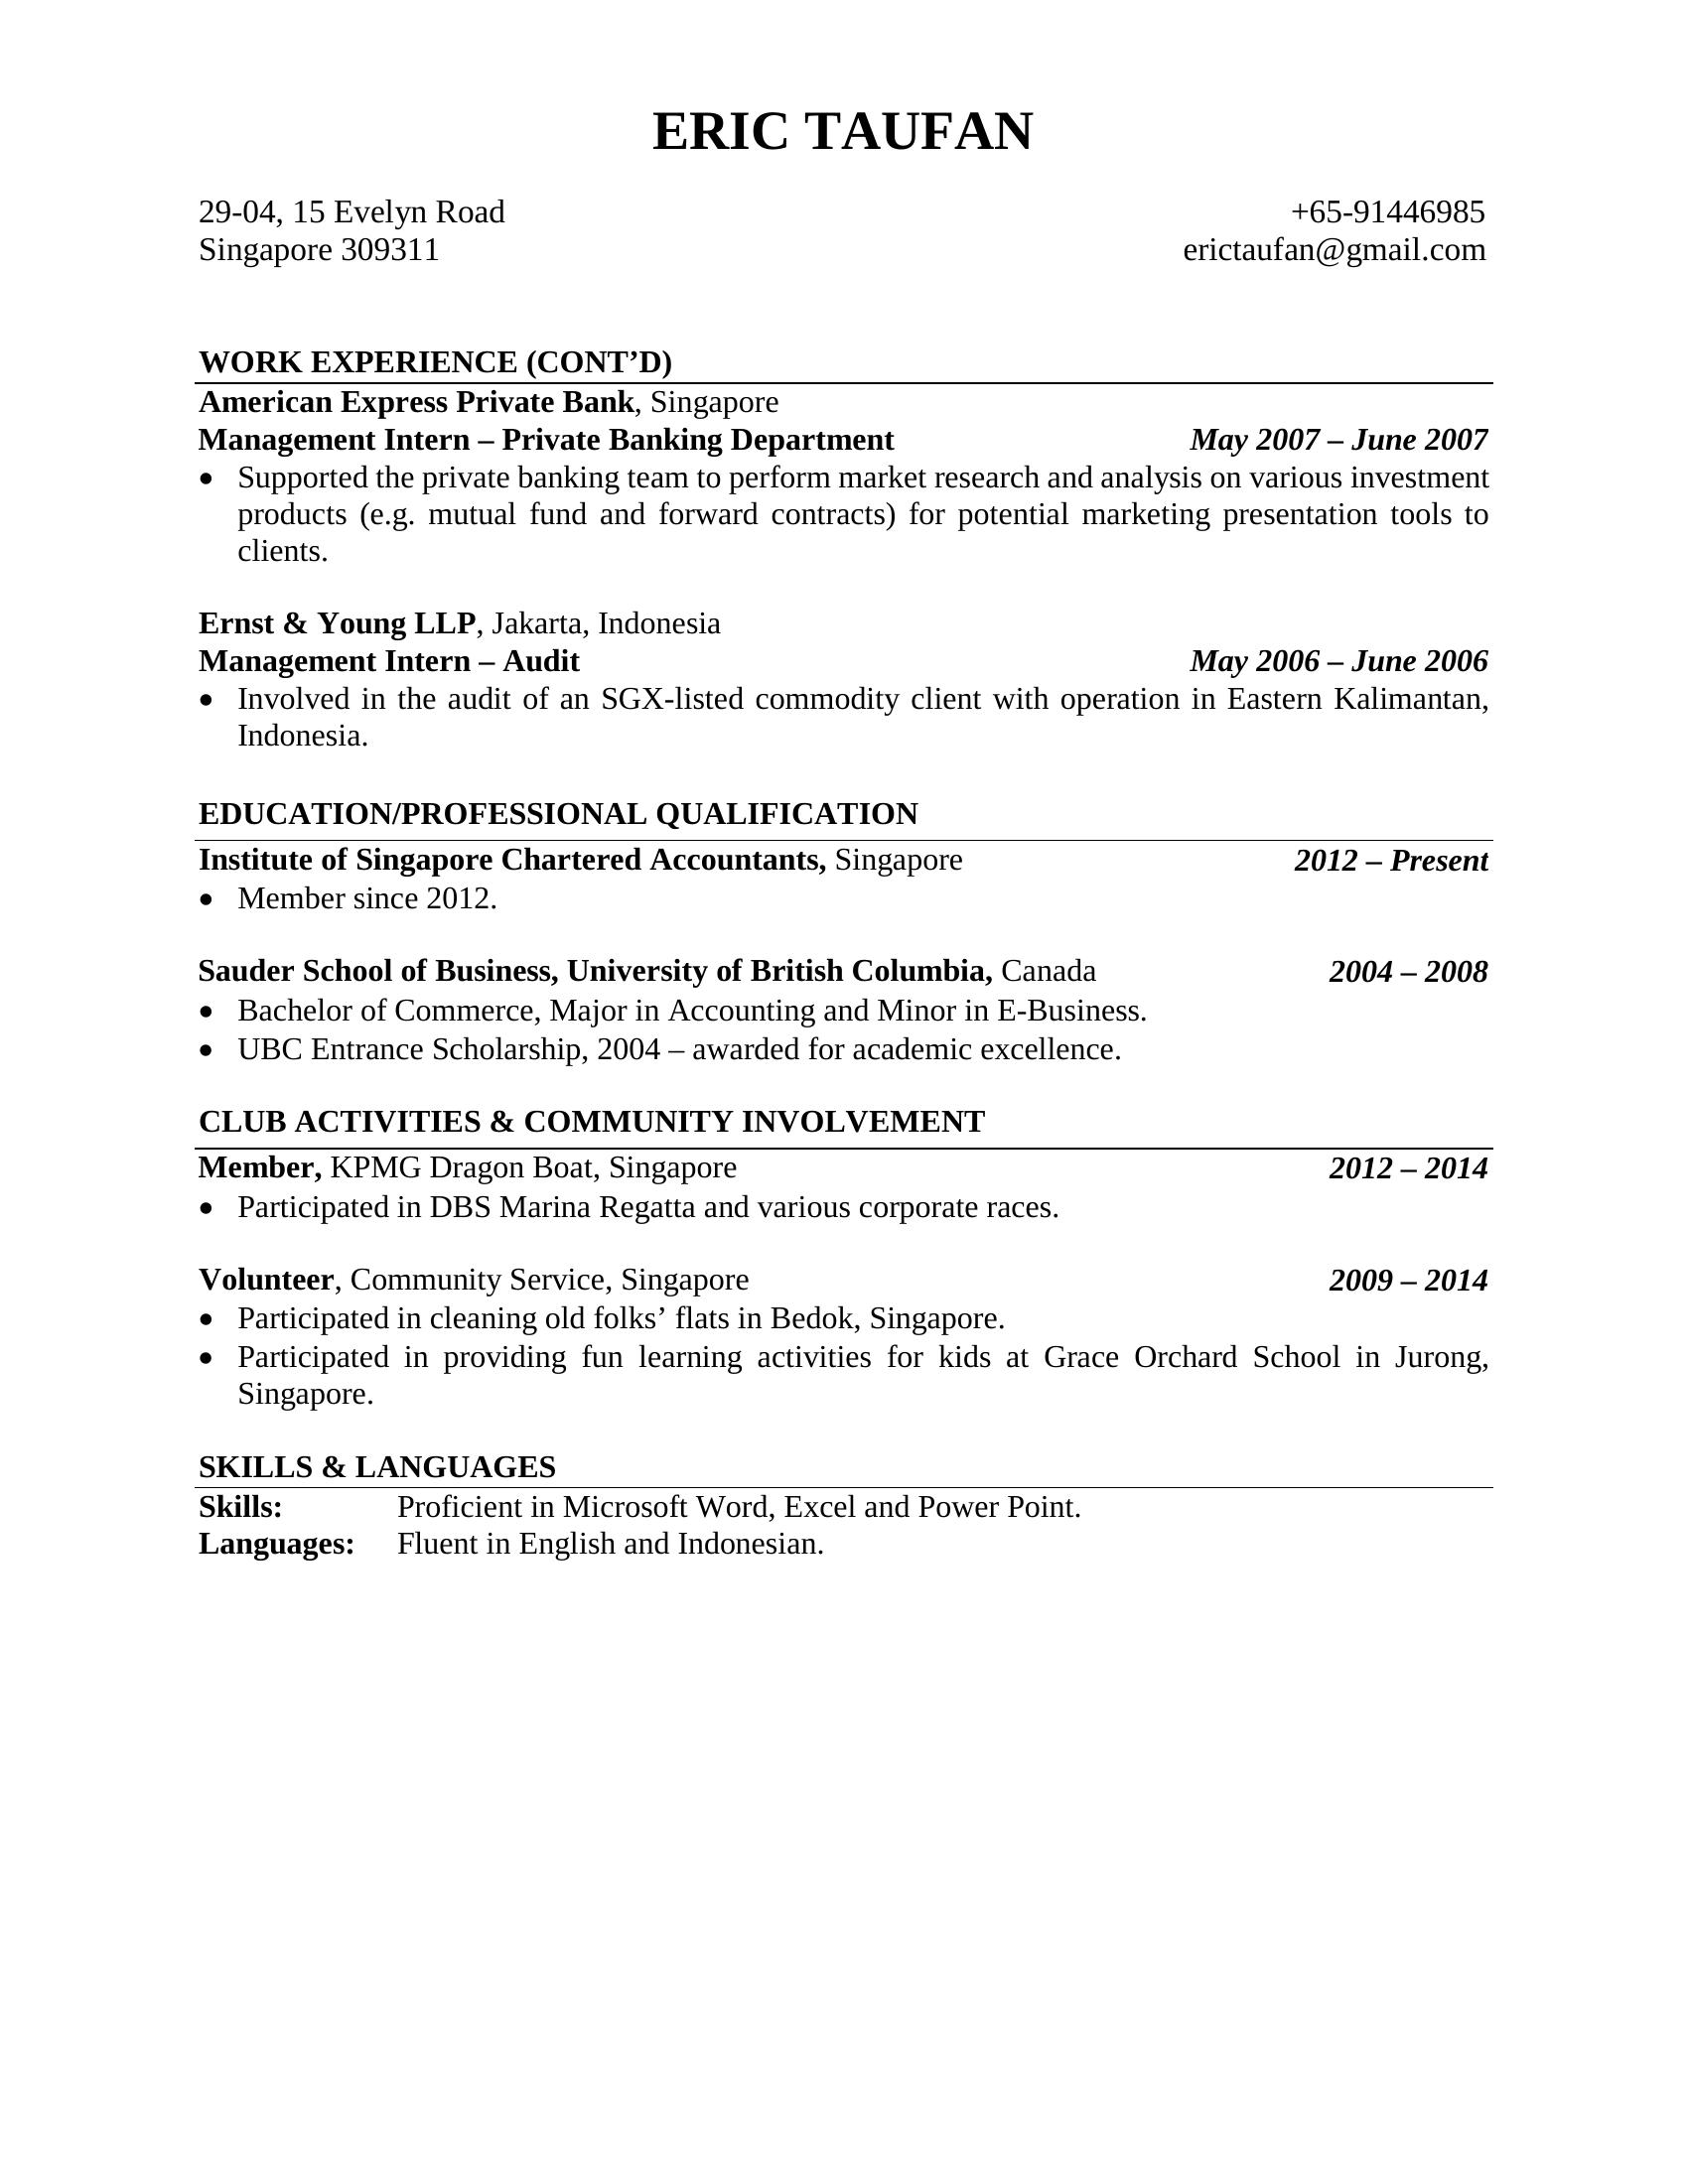 ERIC TAUFAN
29-04, 15 Evelyn Road +65-91446985
Singapore 309311 erictaufan@gmail.com
WORK EXPERIENCE (CONT’D)
American Express Private Bank, Singapore
Management Intern – Private Banking Department May 2007 – June 2007
• Supported the private banking team to perform market research and analysis on various investment
products (e.g. mutual fund and forward contracts) for potential marketing presentation tools to
clients.
Ernst & Young LLP, Jakarta, Indonesia
Management Intern – Audit May 2006 – June 2006
• Involved in the audit of an SGX-listed commodity client with operation in Eastern Kalimantan,
Indonesia.
EDUCATION/PROFESSIONAL QUALIFICATION
Institute of Singapore Chartered Accountants, Singapore 2012 – Present
• Member since 2012.
Sauder School of Business, University of British Columbia, Canada 2004 – 2008
• Bachelor of Commerce, Major in Accounting and Minor in E-Business.
• UBC Entrance Scholarship, 2004 – awarded for academic excellence.
CLUB ACTIVITIES & COMMUNITY INVOLVEMENT
Member, KPMG Dragon Boat, Singapore 2012 – 2014
• Participated in DBS Marina Regatta and various corporate races.
Volunteer, Community Service, Singapore 2009 – 2014
• Participated in cleaning old folks’ flats in Bedok, Singapore.
• Participated in providing fun learning activities for kids at Grace Orchard School in Jurong,
Singapore.
SKILLS & LANGUAGES
Skills: Proficient in Microsoft Word, Excel and Power Point.
Languages: Fluent in English and Indonesian.